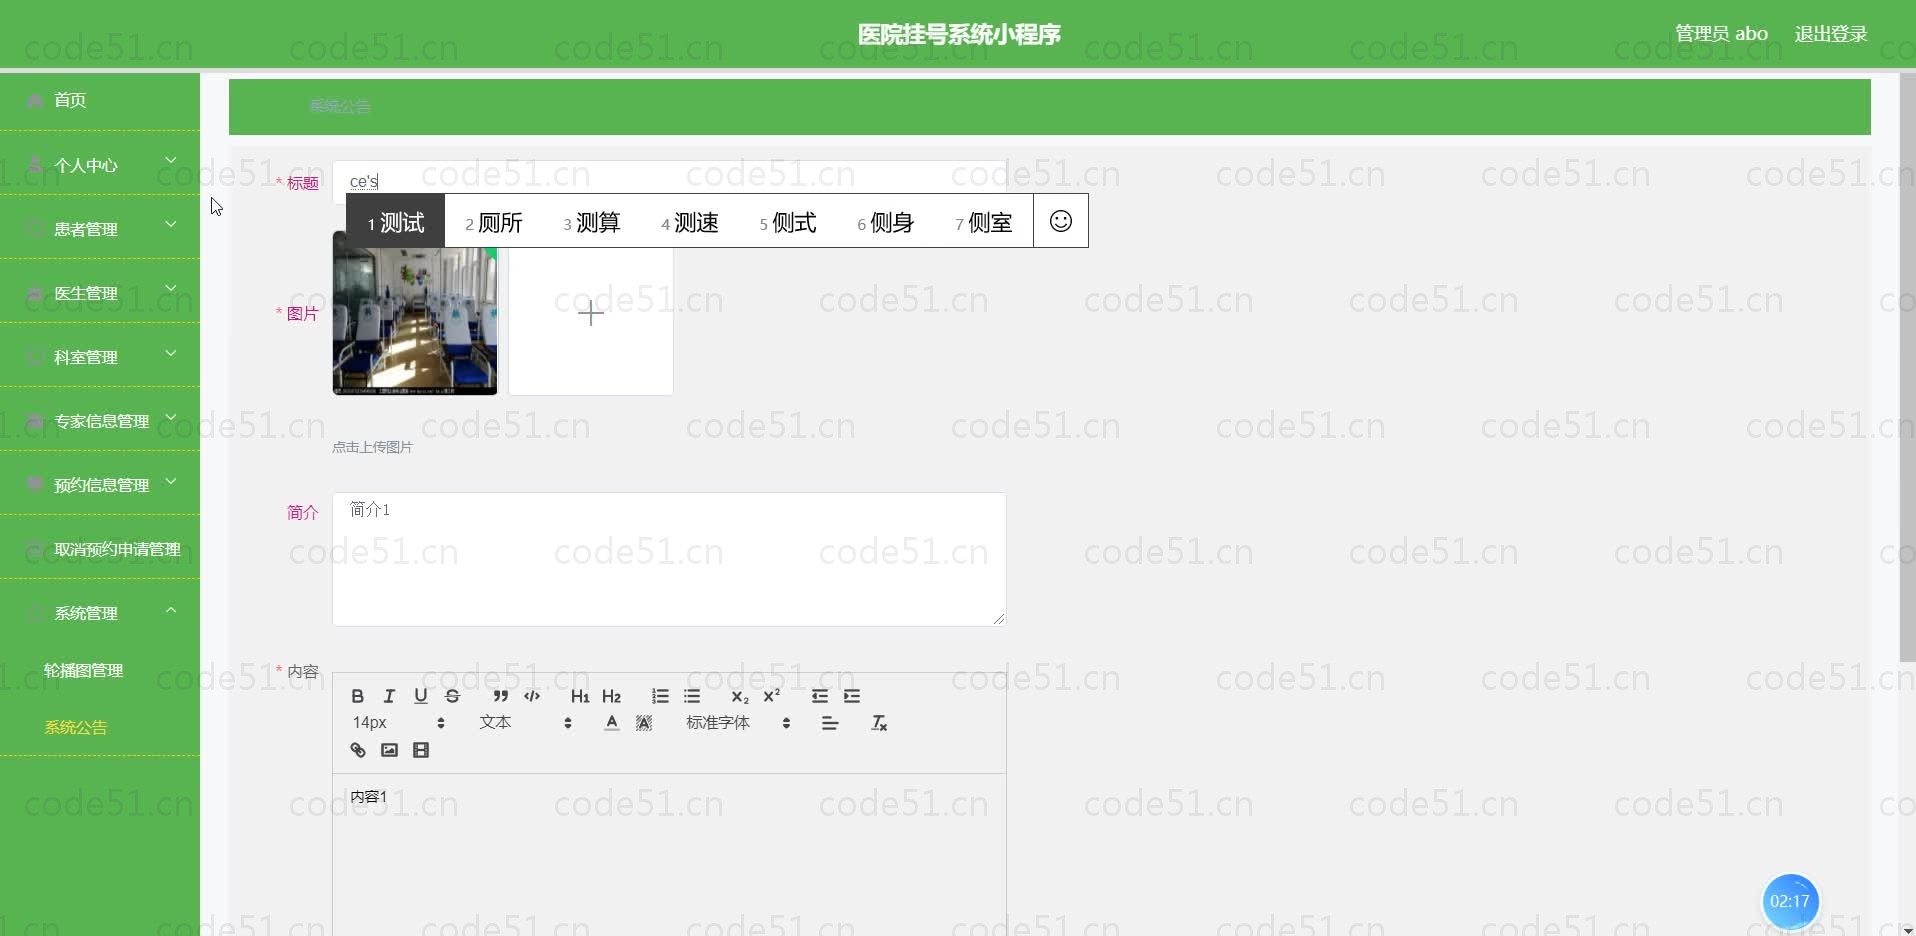 医院挂号系统小程序
管理员 abo 退出登录
首页
个人中心
患者管理
医生管理
科室管理
专家信息管理
预约信息管理
取消预约申请管理
系统管理
轮播图管理
系统公告
系统公告
* 标题
ce's
1 测试 2 厕所 3 测算 4 测速 5 侧式 6 侧身 7 侧室
* 图片
点击上传图片
简介
简介1
* 内容
B I U S H1 H2 X2 X2
14px 文本 A A 标准字体 Tx
内容1
02:17
code51.cn